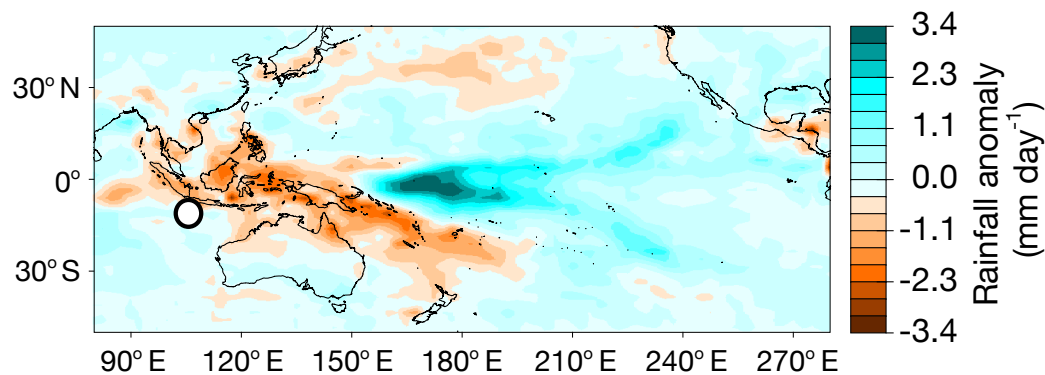 30° N
0°
30° S
90° E 120° E 150° E 180° E 210° E 240° E 270° E
3.4
2.3
1.1
0.0
-1.1
-2.3
-3.4
Rainfall anomaly
(mm day⁻¹)